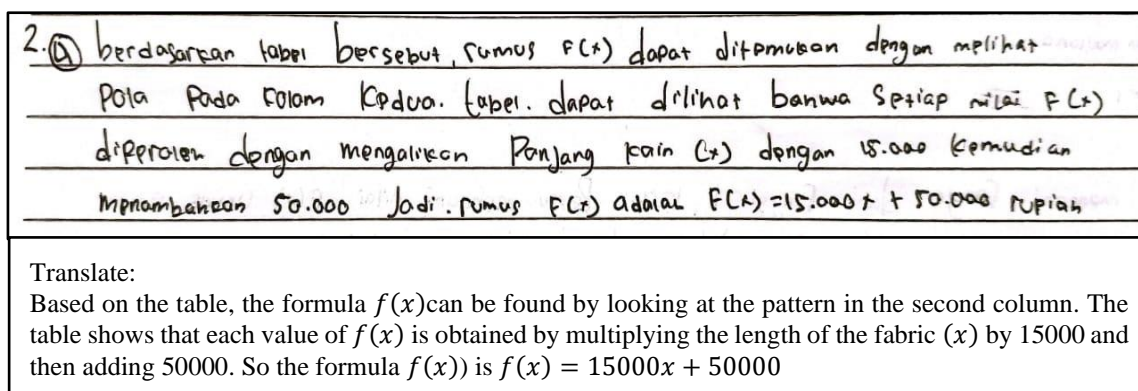 2. a berdasarkan tabel bersebut, rumus F(x) dapat ditemukan dengan melihat
Pola Pada kolom Kedua. tabel. dapat dilihat bahwa Setiap nilai F(x)
diperoleh dengan mengalikan Panjang kain (x) dengan 15.000 kemudian
menambahkan 50.000 Jadi. rumus F(x) adalah F(x) = 15.000 x + 50.000 rupiah
Translate:
Based on the table, the formula f(x)can be found by looking at the pattern in the second column. The
table shows that each value of f(x) is obtained by multiplying the length of the fabric (x) by 15000 and
then adding 50000. So the formula f(x)) is f(x) = 15000x + 50000